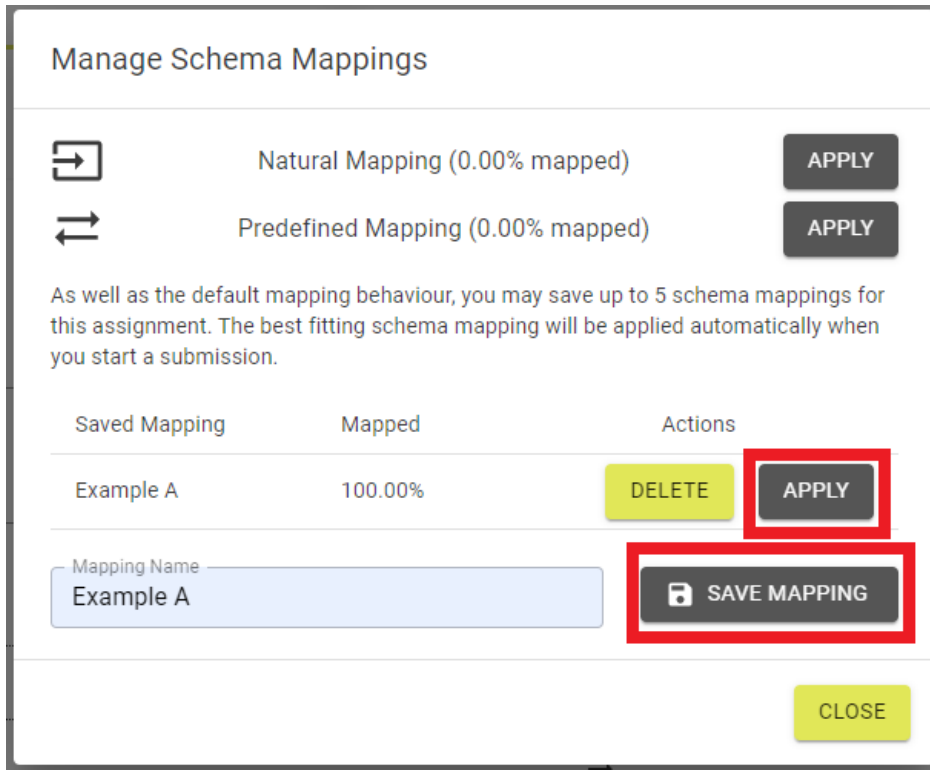 Manage Schema Mappings
Natural Mapping (0.00% mapped) APPLY
Predefined Mapping (0.00% mapped) APPLY
As well as the default mapping behaviour, you may save up to 5 schema mappings for
this assignment. The best fitting schema mapping will be applied automatically when
you start a submission.
Saved Mapping Mapped Actions
Example A 100.00% DELETE APPLY
Mapping Name
Example A SAVE MAPPING
CLOSE